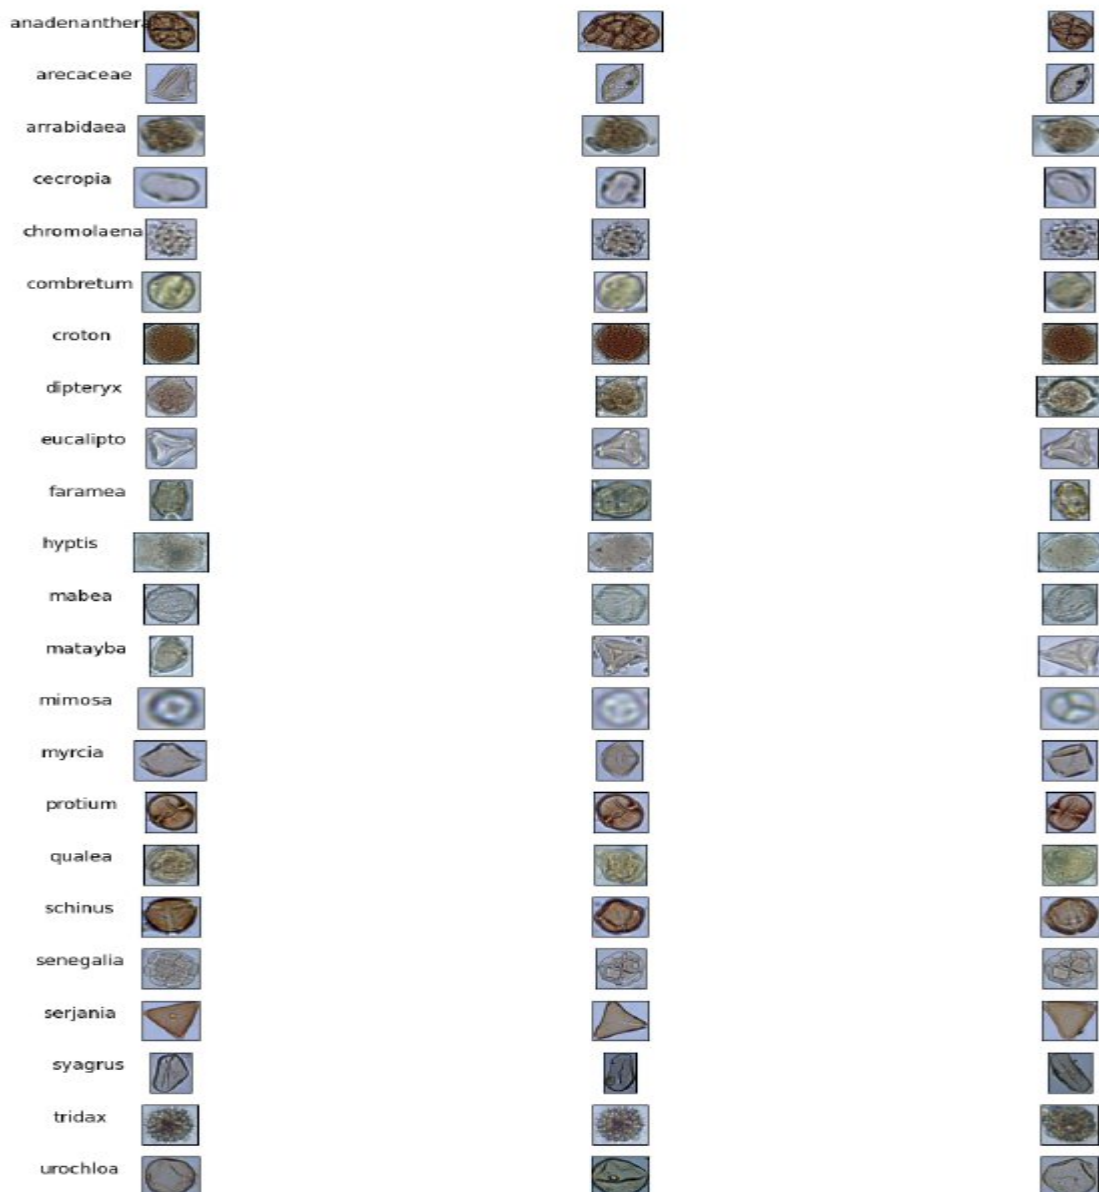 anadenanthera
arecaceae
arrabidaea
cecropia
chromolaena
combretum
croton
dipteryx
eucalipto
faramea
hyptis
mabea
matayba
mimosa
myrcia
protium
qualea
schinus
senegalia
serjania
syagrus
tridax
urochloa